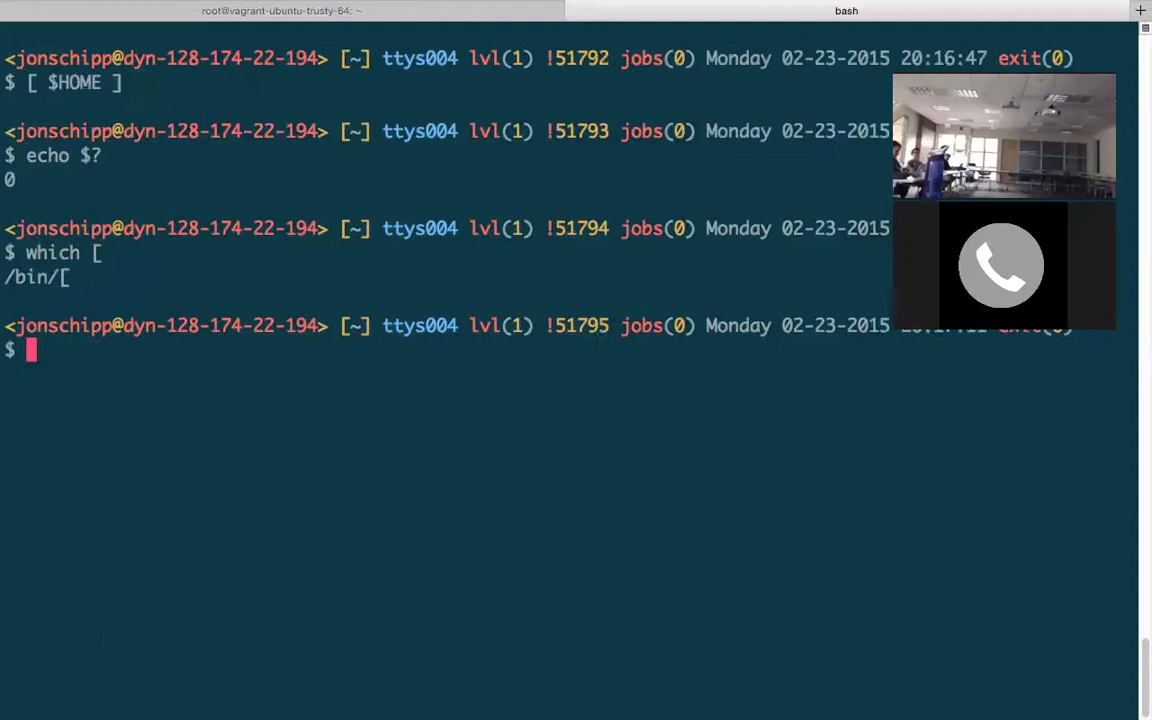 root@vagrant-ubuntu-trusty-64: ~
bash
<jonschipp@dyn-128-174-22-194> [~] ttys004 lvl(1) !51792 jobs(0) Monday 02-23-2015 20:16:47 exit(0)
$ [ $HOME ]
<jonschipp@dyn-128-174-22-194> [~] ttys004 lvl(1) !51793 jobs(0) Monday 02-23-2015
$ echo $?
0
<jonschipp@dyn-128-174-22-194> [~] ttys004 lvl(1) !51794 jobs(0) Monday 02-23-2015
$ which [
/bin/[
<jonschipp@dyn-128-174-22-194> [~] ttys004 lvl(1) !51795 jobs(0) Monday 02-23-2015
$